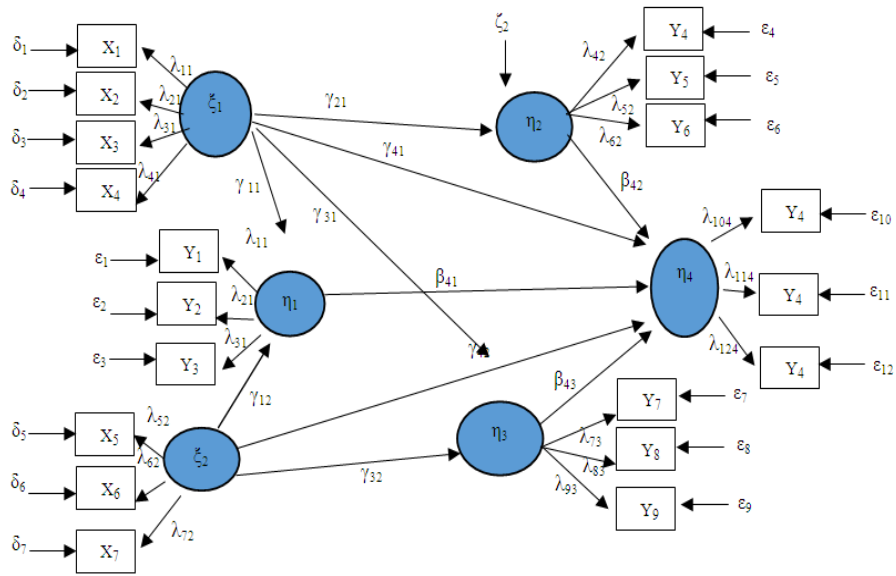 δ1 X1 λ11
δ2 X2 λ21
δ3 X3 λ31
δ4 X4 λ41
ξ1
γ21
γ41
γ 11
γ 31
ζ2
η2
λ42 Y4 ε4
λ52 Y5 ε5
λ62 Y6 ε6
β42
ε1 Y1 λ11
ε2 Y2 λ21
ε3 Y3 λ31
η1
β41
η4
λ104 Y4 ε10
λ114 Y4 ε11
λ124 Y4 ε12
γ12
β43
δ5 X5 λ52
δ6 X6 λ62
δ7 X7 λ72
ξ2
γ32
η3
λ73 Y7 ε7
λ83 Y8 ε8
λ93 Y9 ε9